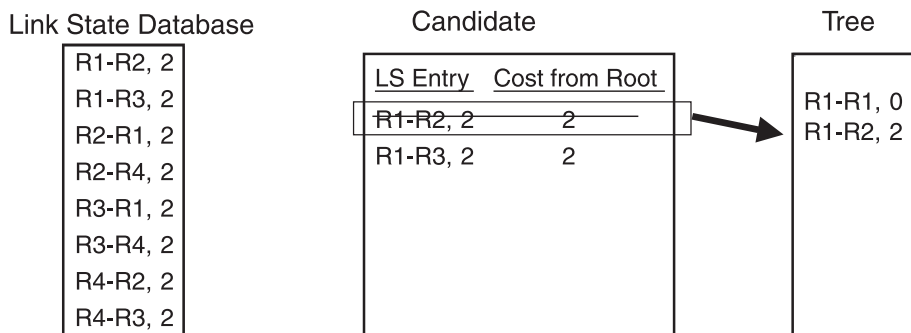 Link State Database
R1-R2, 2
R1-R3, 2
R2-R1, 2
R2-R4, 2
R3-R1, 2
R3-R4, 2
R4-R2, 2
R4-R3, 2
Candidate
LS Entry Cost from Root
R1-R2, 2 2
R1-R3, 2 2
Tree
R1-R1, 0
R1-R2, 2